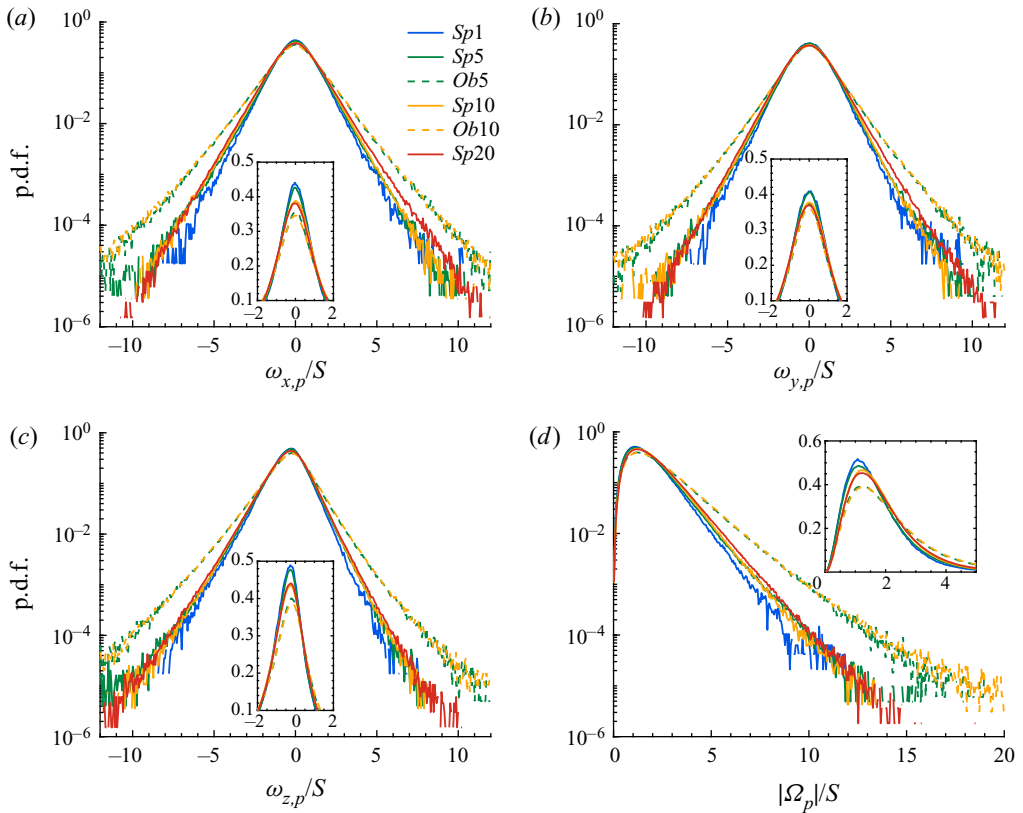 (a)
10^0
10^−2
10^−4
10^−6
p.d.f.
Sp1
Sp5
Ob5
Sp10
Ob10
Sp20
0.5
0.4
0.3
0.2
0.1
−2 0 2
−10 −5 0 5 10
ω_{x,p}/S
(b)
10^0
10^−2
10^−4
10^−6
0.5
0.4
0.3
0.2
0.1
−2 0 2
−10 −5 0 5 10
ω_{y,p}/S
(c)
10^0
10^−2
10^−4
10^−6
p.d.f.
0.5
0.4
0.3
0.2
0.1
−2 0 2
−10 −5 0 5 10
ω_{z,p}/S
(d)
10^0
10^−2
10^−4
10^−6
0.6
0.4
0.2
0 2 4
0 5 10 15 20
|Ω_p|/S